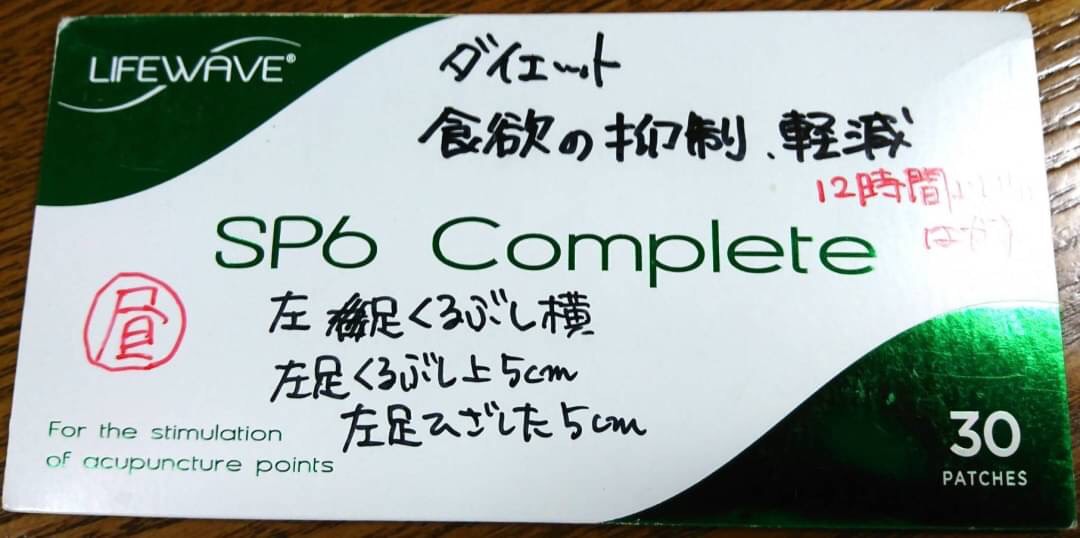 LIFEWAVE®
ダイエット
食欲の抑制、軽減
12時間
はが
SP6 Complete
昼
左 足くるぶし横
左足くるぶし上5cm
左足ひざした5cm
For the stimulation
of acupuncture points
30
PATCHES